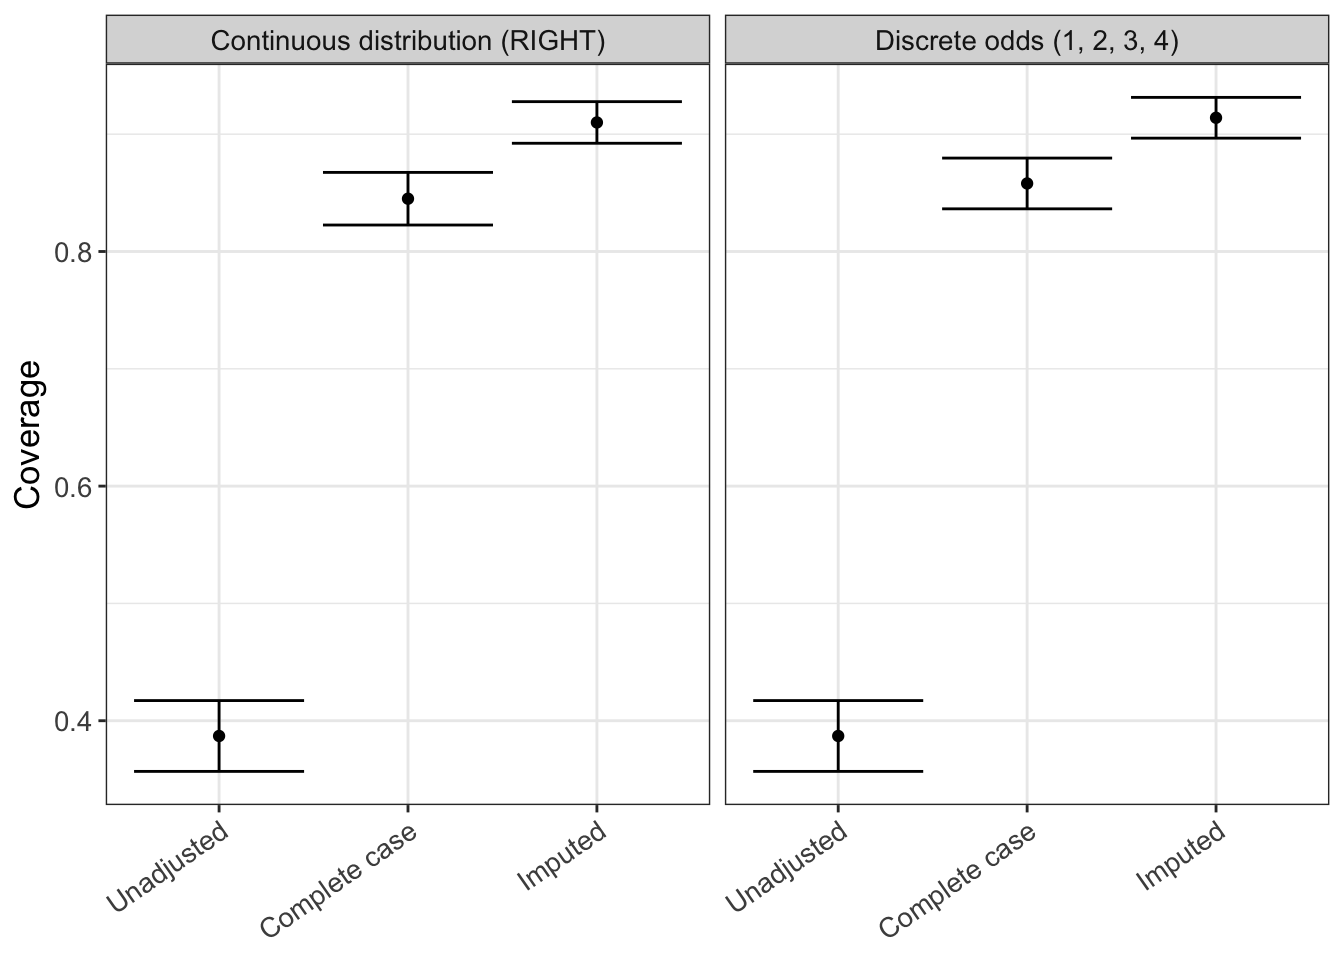 Continuous distribution (RIGHT)
Discrete odds (1, 2, 3, 4)
Coverage
0.8
0.6
0.4
Unadjusted
Complete case
Imputed
Unadjusted
Complete case
Imputed